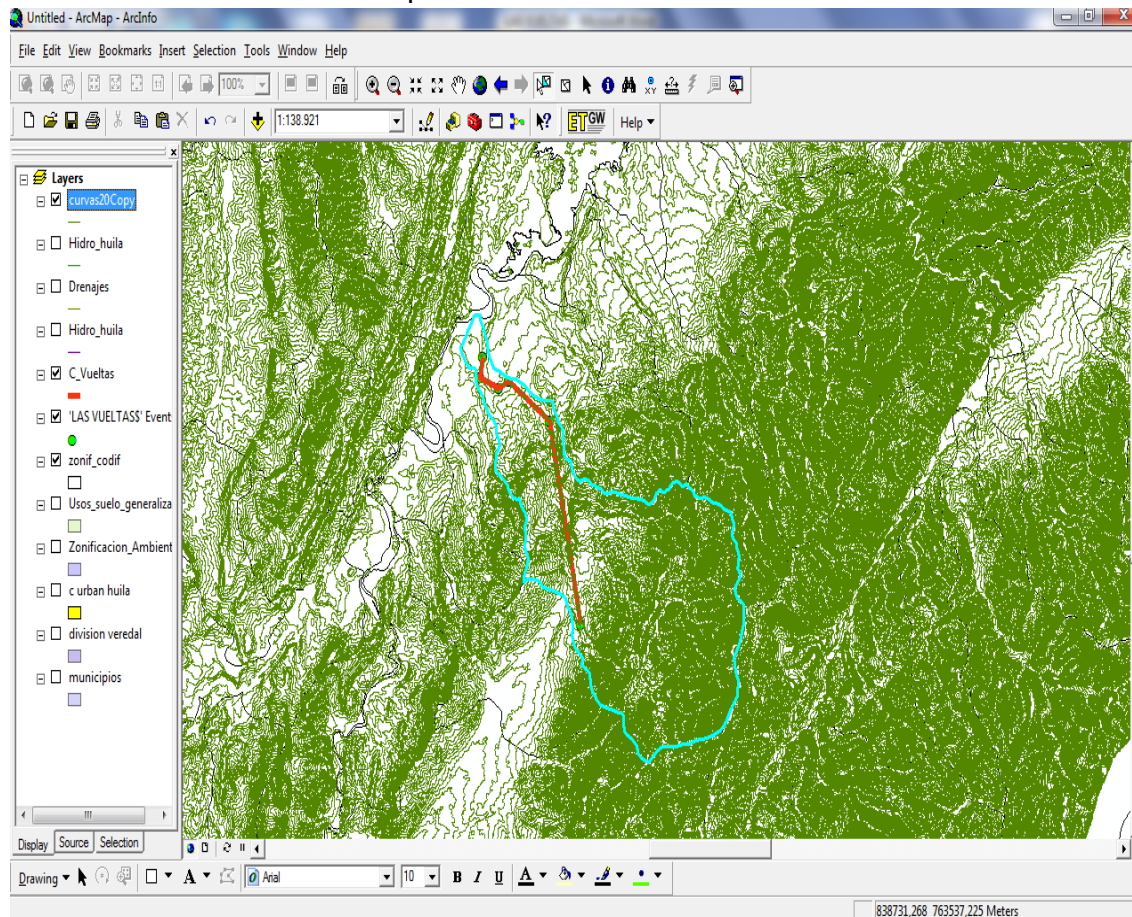 Untitled - ArcMap - ArcInfo
File Edit View Bookmarks Insert Selection Tools Window Help
100%
1:138.921
ETGW Help
Layers
curvas20Copy
Hidro_huila
Drenajes
Hidro_huila
C_Vueltas
'LAS VUELTAS$' Event
zonif_codif
Usos_suelo_generaliza
Zonificacion_Ambient
c urban huila
division veredal
municipios
Display Source Selection
Drawing A Arial 10 B I U A
838731,268 763537,225 Meters